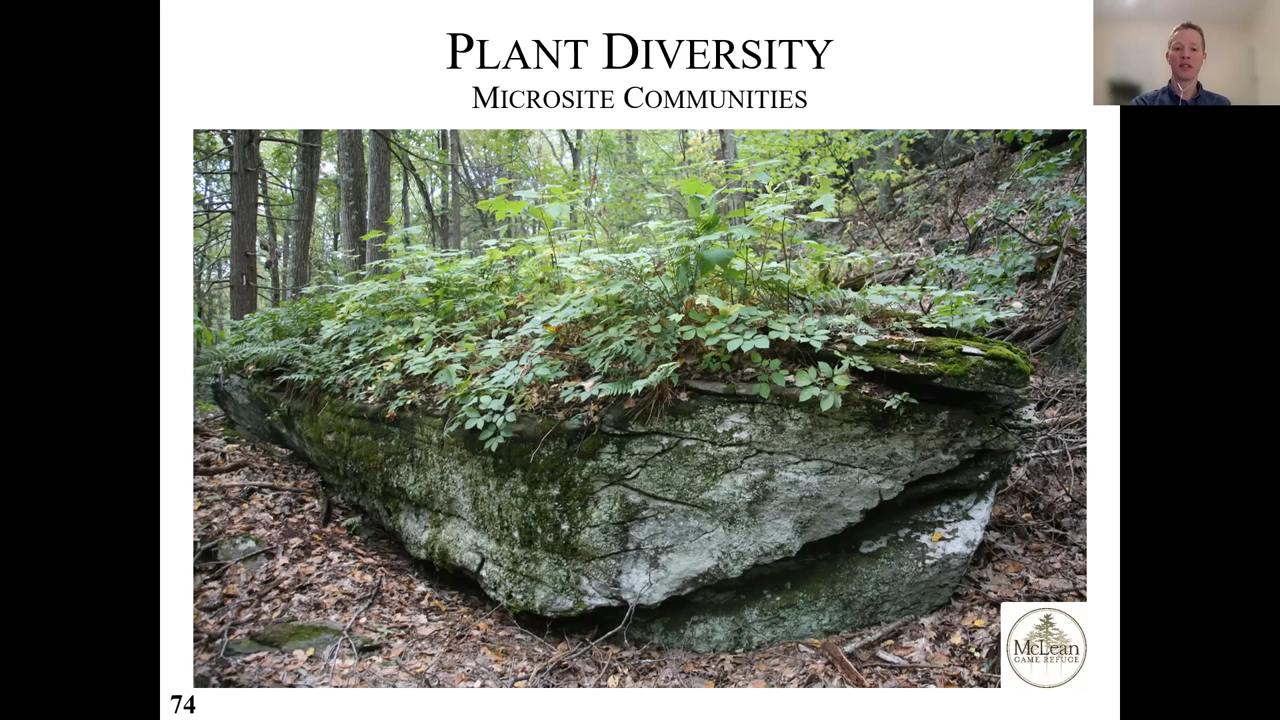 PLANT DIVERSITY
MICROSITE COMMUNITIES
McLean
GAME REFUGE
74